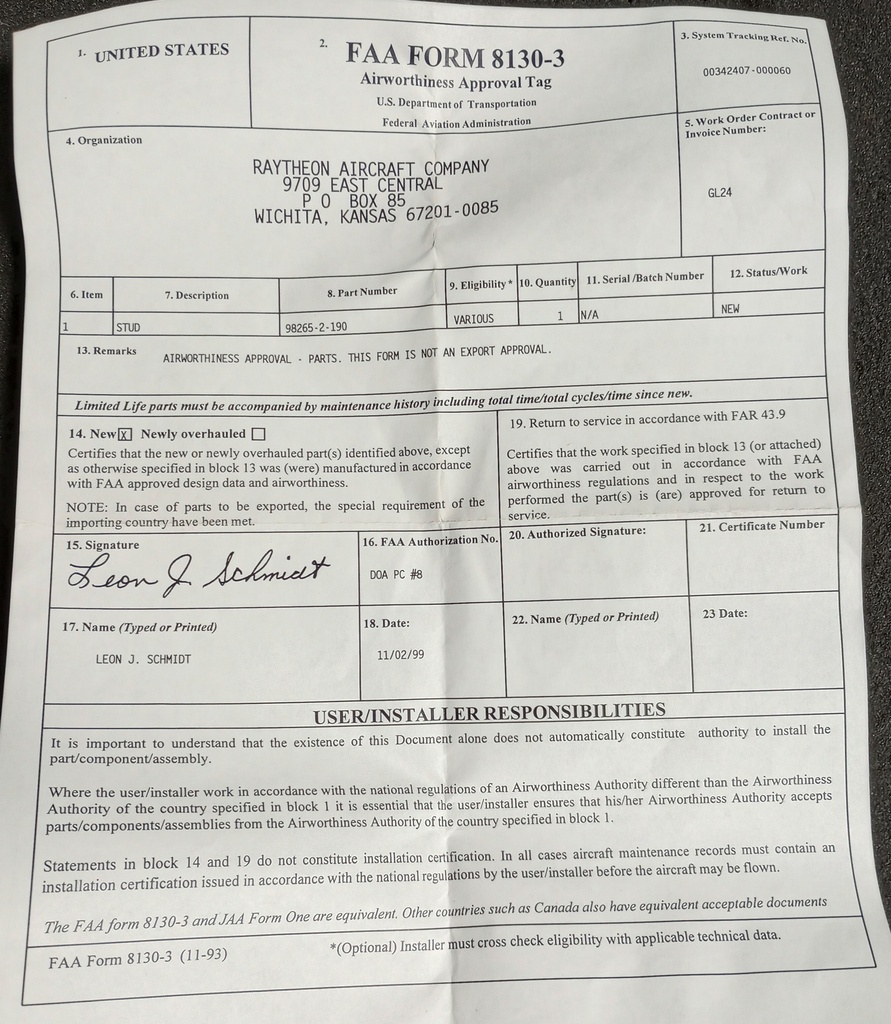 1. UNITED STATES
2. FAA FORM 8130-3
Airworthiness Approval Tag
U.S. Department of Transportation
Federal Aviation Administration
3. System Tracking Ref. No.
00342407-000060
4. Organization
RAYTHEON AIRCRAFT COMPANY
9709 EAST CENTRAL
P O BOX 85
WICHITA, KANSAS 67201-0085
5. Work Order Contract or
Invoice Number:
GL24
6. Item 7. Description 8. Part Number 9. Eligibility* 10. Quantity 11. Serial /Batch Number 12. Status/Work
1 STUD 98265-2-190 VARIOUS 1 N/A NEW
13. Remarks AIRWORTHINESS APPROVAL - PARTS. THIS FORM IS NOT AN EXPORT APPROVAL.
Limited Life parts must be accompanied by maintenance history including total time/total cycles/time since new.
14. New X Newly overhauled
Certifies that the new or newly overhauled part(s) identified above, except
as otherwise specified in block 13 was (were) manufactured in accordance
with FAA approved design data and airworthiness.
NOTE: In case of parts to be exported, the special requirement of the
importing country have been met.
19. Return to service in accordance with FAR 43.9
Certifies that the work specified in block 13 (or attached)
above was carried out in accordance with FAA
airworthiness regulations and in respect to the work
performed the part(s) is (are) approved for return to
service.
15. Signature
Leon J. Schmidt
16. FAA Authorization No.
DOA PC #8
20. Authorized Signature:
21. Certificate Number
17. Name (Typed or Printed)
LEON J. SCHMIDT
18. Date:
11/02/99
22. Name (Typed or Printed)
23 Date:
USER/INSTALLER RESPONSIBILITIES
It is important to understand that the existence of this Document alone does not automatically constitute authority to install the
part/component/assembly.
Where the user/installer work in accordance with the national regulations of an Airworthiness Authority different than the Airworthiness
Authority of the country specified in block 1 it is essential that the user/installer ensures that his/her Airworthiness Authority accepts
parts/components/assemblies from the Airworthiness Authority of the country specified in block 1.
Statements in block 14 and 19 do not constitute installation certification. In all cases aircraft maintenance records must contain an
installation certification issued in accordance with the national regulations by the user/installer before the aircraft may be flown.
The FAA form 8130-3 and JAA Form One are equivalent. Other countries such as Canada also have equivalent acceptable documents
FAA Form 8130-3 (11-93)
*(Optional) Installer must cross check eligibility with applicable technical data.